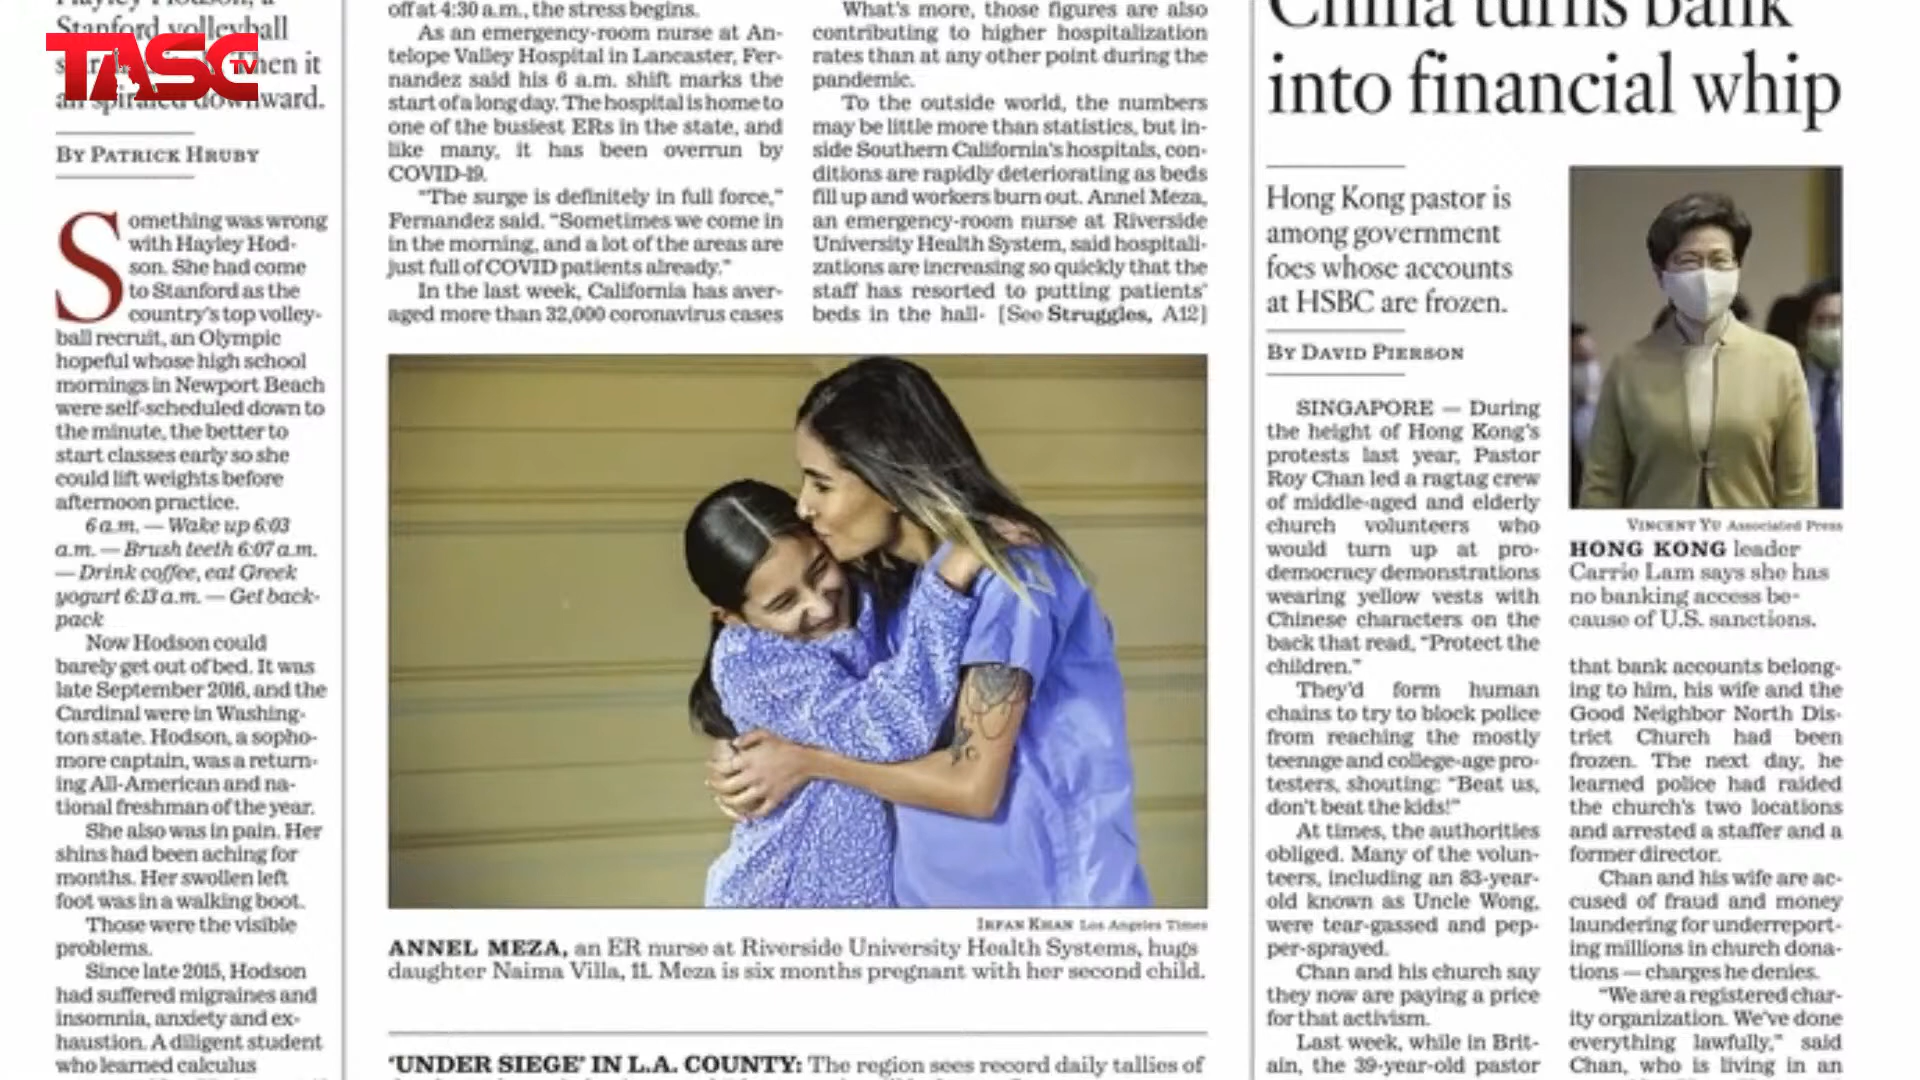 TASC TV
Hayley Hodson, a
Stanford volleyball
when it
all spiraled downward.
BY PATRICK HRUBY
Something was wrong
with Hayley Hod-
son. She had come
to Stanford as the
country's top volley-
ball recruit, an Olympic
hopeful whose high school
mornings in Newport Beach
were self-scheduled down to
the minute, the better to
start classes early so she
could lift weights before
afternoon practice.
6 a.m. — Wake up 6:03
a.m. — Brush teeth 6:07 a.m.
— Drink coffee, eat Greek
yogurt 6:13 a.m. — Get back-
pack
Now Hodson could
barely get out of bed. It was
late September 2016, and the
Cardinal were in Washing-
ton state. Hodson, a sopho-
more captain, was a return-
ing All-American and na-
tional freshman of the year.
She also was in pain. Her
shins had been aching for
months. Her swollen left
foot was in a walking boot.
Those were the visible
problems.
Since late 2015, Hodson
had suffered migraines and
insomnia, anxiety and ex-
haustion. A diligent student
who learned calculus
off at 4:30 a.m., the stress begins.
As an emergency-room nurse at An-
telope Valley Hospital in Lancaster, Fer-
nandez said his 6 a.m. shift marks the
start of a long day. The hospital is home to
one of the busiest ERs in the state, and
like many, it has been overrun by
COVID-19.
"The surge is definitely in full force,"
Fernandez said. "Sometimes we come in
in the morning, and a lot of the areas are
just full of COVID patients already."
In the last week, California has aver-
aged more than 32,000 coronavirus cases
What's more, those figures are also
contributing to higher hospitalization
rates than at any other point during the
pandemic.
To the outside world, the numbers
may be little more than statistics, but in-
side Southern California's hospitals, con-
ditions are rapidly deteriorating as beds
fill up and workers burn out. Annel Meza,
an emergency-room nurse at Riverside
University Health System, said hospitali-
zations are increasing so quickly that the
staff has resorted to putting patients'
beds in the hall- [See Struggles, A12]
IRFAN KHAN Los Angeles Times
ANNEL MEZA, an ER nurse at Riverside University Health Systems, hugs
daughter Naima Villa, 11. Meza is six months pregnant with her second child.
'UNDER SIEGE' IN L.A. COUNTY: The region sees record daily tallies of
China turns bank
into financial whip
Hong Kong pastor is
among government
foes whose accounts
at HSBC are frozen.
BY DAVID PIERSON
SINGAPORE — During
the height of Hong Kong's
protests last year, Pastor
Roy Chan led a ragtag crew
of middle-aged and elderly
church volunteers who
would turn up at pro-
democracy demonstrations
wearing yellow vests with
Chinese characters on the
back that read, "Protect the
children."
They'd form human
chains to try to block police
from reaching the mostly
teenage and college-age pro-
testers, shouting: "Beat us,
don't beat the kids!"
At times, the authorities
obliged. Many of the volun-
teers, including an 83-year-
old known as Uncle Wong,
were tear-gassed and pep-
per-sprayed.
Chan and his church say
they now are paying a price
for that activism.
Last week, while in Brit-
ain, the 39-year-old pastor
VINCENT YU Associated Press
HONG KONG leader
Carrie Lam says she has
no banking access be-
cause of U.S. sanctions.
that bank accounts belong-
ing to him, his wife and the
Good Neighbor North Dis-
trict Church had been
frozen. The next day, he
learned police had raided
the church's two locations
and arrested a staffer and a
former director.
Chan and his wife are ac-
cused of fraud and money
laundering for underreport-
ing millions in church dona-
tions — charges he denies.
"We are a registered char-
ity organization. We've done
everything lawfully," said
Chan, who is living in an